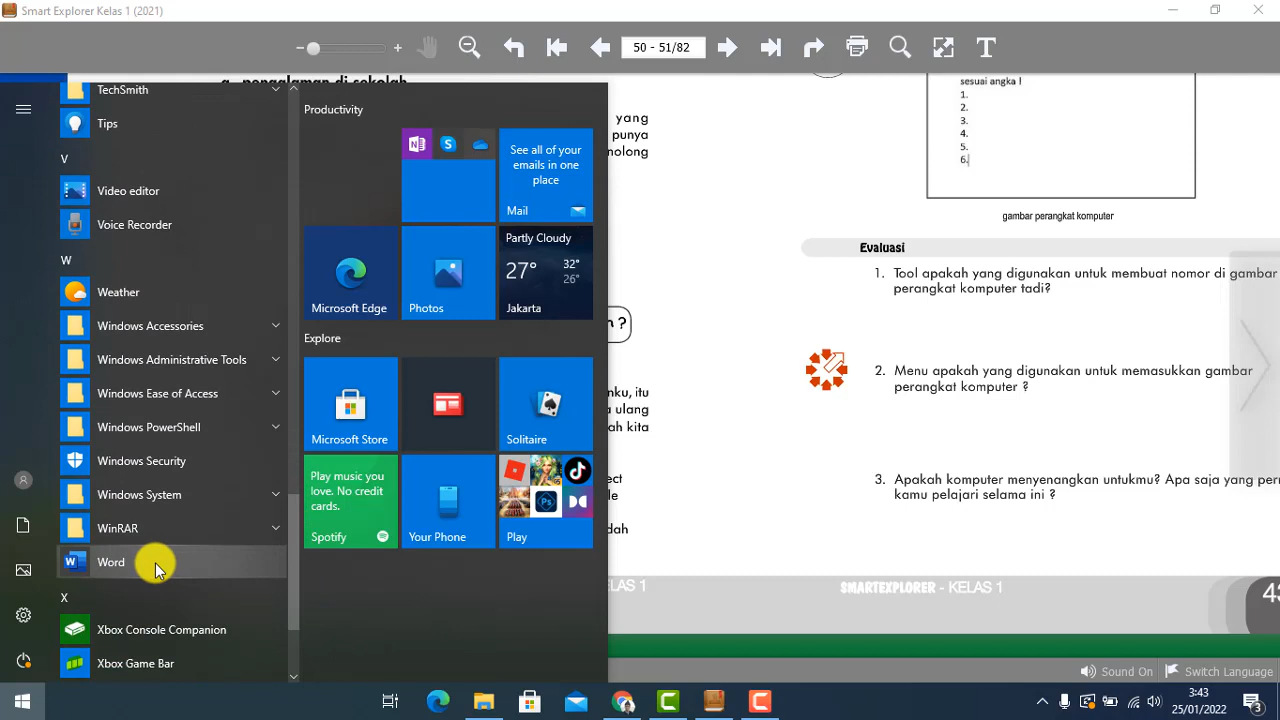 Smart Explorer Kelas 1 (2021)
50 - 51/82
T
a. pengalaman di sekolah
yang
punya
nolong
n ?
nku, itu
a ulang
ah kita
ect
le
dah
TechSmith
Tips
V
Video editor
Voice Recorder
W
Weather
Windows Accessories
Windows Administrative Tools
Windows Ease of Access
Windows PowerShell
Windows Security
Windows System
WinRAR
Word
X
Xbox Console Companion
Xbox Game Bar
Productivity
See all of your
emails in one
place
Mail
Microsoft Edge
Photos
Partly Cloudy
27° 32°
26°
Jakarta
Explore
Microsoft Store
Solitaire
Play music you
love. No credit
cards.
Spotify
Your Phone
Play
sesuai angka !
1.
2.
3.
4.
5.
6.
gambar perangkat komputer
Evaluasi
1. Tool apakah yang digunakan untuk membuat nomor di gambar
perangkat komputer tadi?
2. Menu apakah yang digunakan untuk memasukkan gambar
perangkat komputer ?
3. Apakah komputer menyenangkan untukmu? Apa saja yang per
kamu pelajari selama ini ?
LAS 1
SMARTEXPLORER - KELAS 1
43
Sound On
Switch Language
3:43
25/01/2022
3